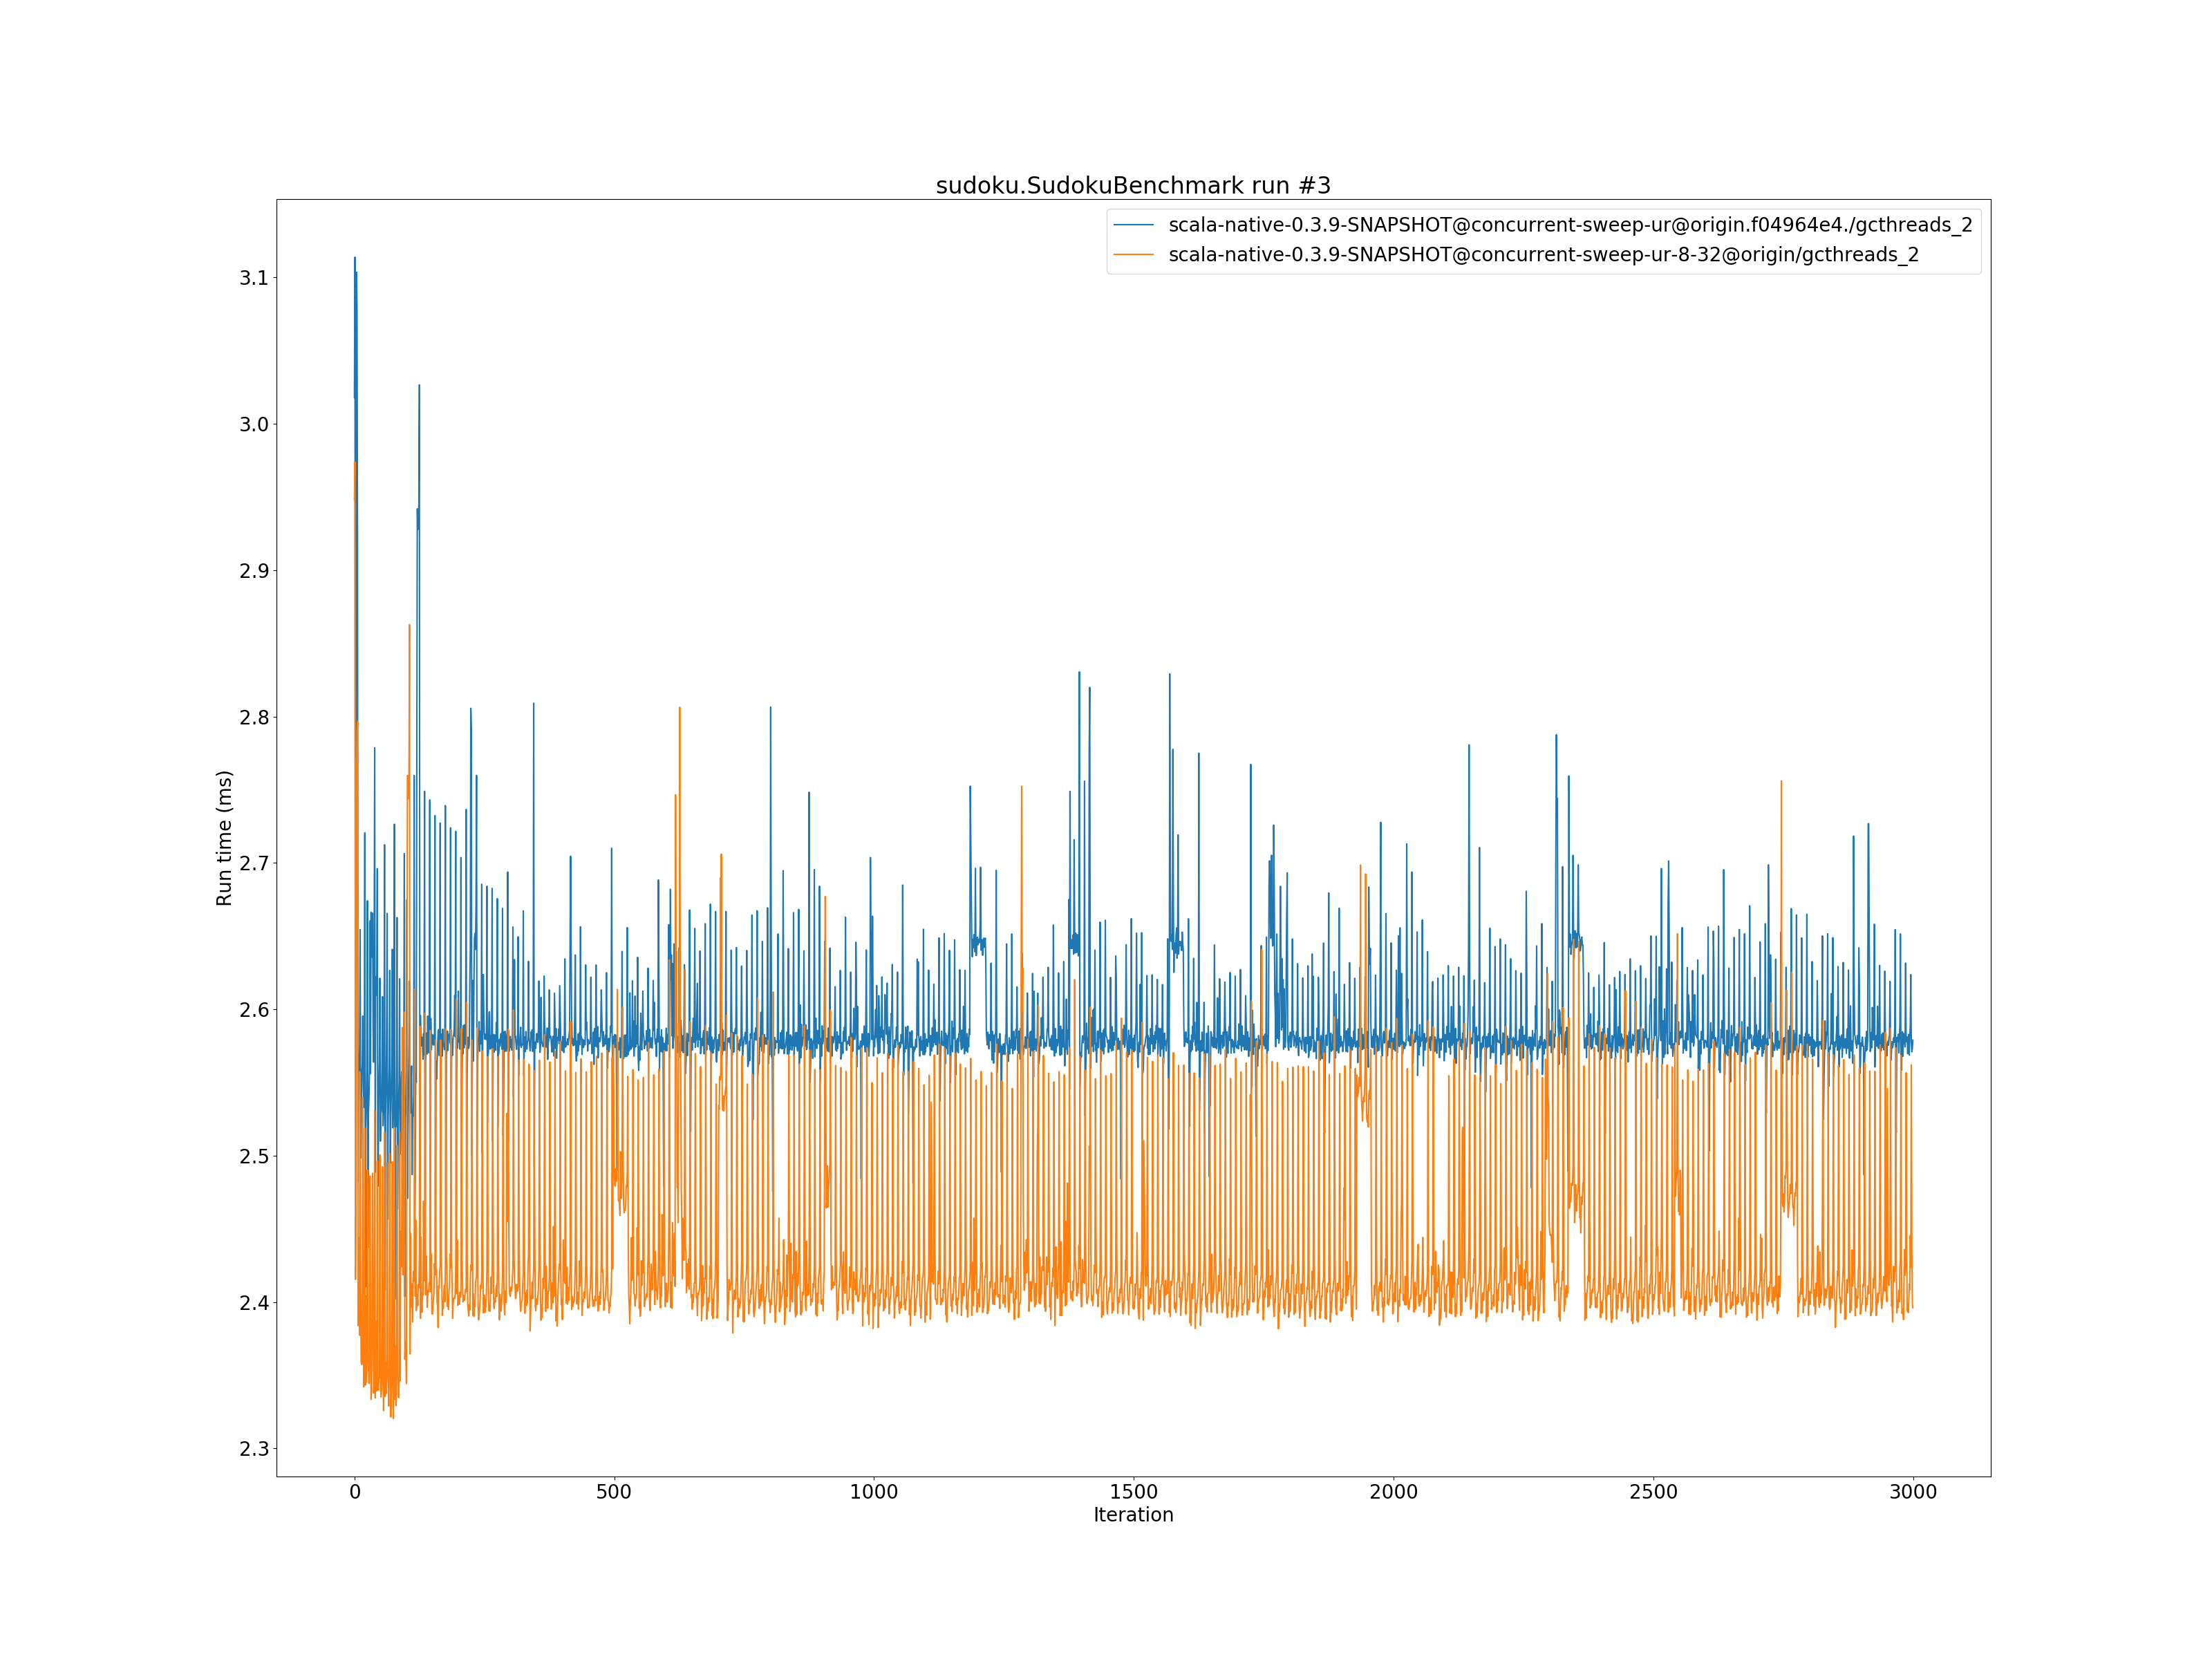 sudoku.SudokuBenchmark run #3
scala-native-0.3.9-SNAPSHOT@concurrent-sweep-ur@origin.f04964e4./gcthreads_2
scala-native-0.3.9-SNAPSHOT@concurrent-sweep-ur-8-32@origin/gcthreads_2
3.1
3.0
2.9
2.8
2.7
2.6
2.5
2.4
2.3
Run time (ms)
0 500 1000 1500 2000 2500 3000
Iteration